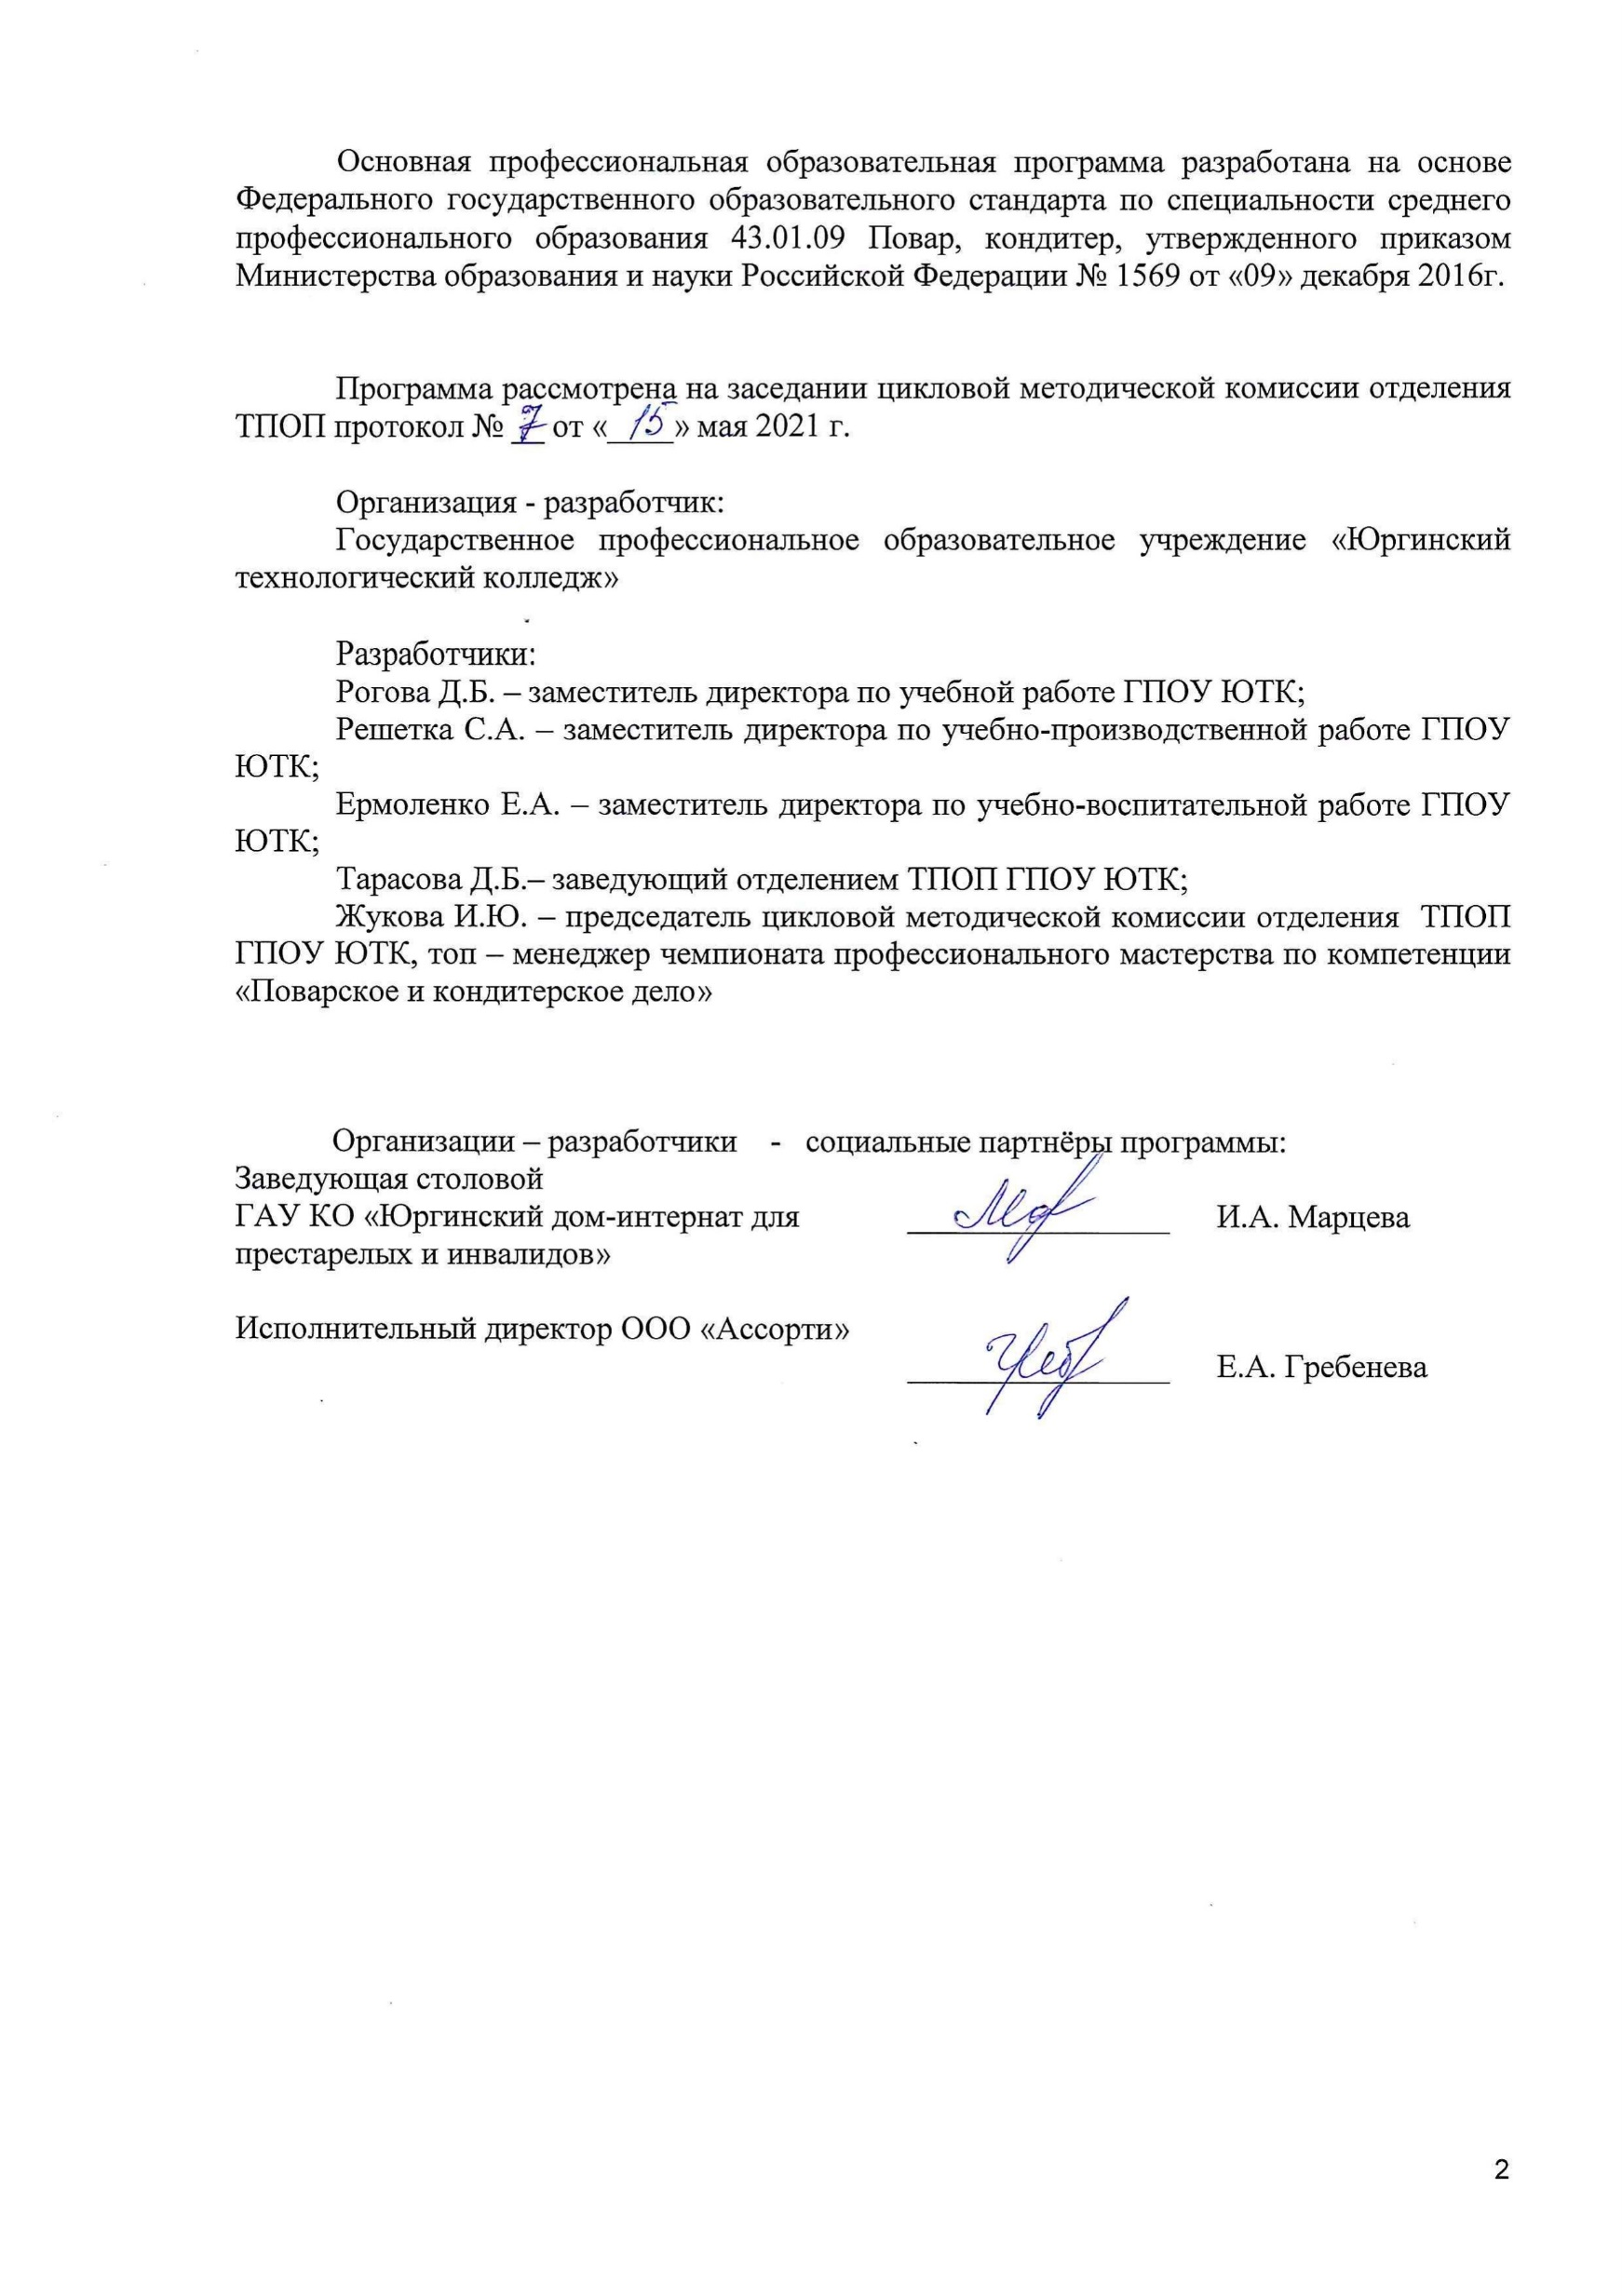 Основная профессиональная образовательная программа разработана на основе
Федерального государственного образовательного стандарта по специальности среднего
профессионального образования 43.01.09 Повар, кондитер, утвержденного приказом
Министерства образования и науки Российской Федерации № 1569 от «09» декабря 2016г.
Программа рассмотрена на заседании цикловой методической комиссии отделения
ТПОП протокол № 7 от « 15 » мая 2021 г.
Организация - разработчик:
Государственное профессиональное образовательное учреждение «Юргинский
технологический колледж»
Разработчики:
Рогова Д.Б. – заместитель директора по учебной работе ГПОУ ЮТК;
Решетка С.А. – заместитель директора по учебно-производственной работе ГПОУ
ЮТК;
Ермоленко Е.А. – заместитель директора по учебно-воспитательной работе ГПОУ
ЮТК;
Тарасова Д.Б.– заведующий отделением ТПОП ГПОУ ЮТК;
Жукова И.Ю. – председатель цикловой методической комиссии отделения ТПОП
ГПОУ ЮТК, топ – менеджер чемпионата профессионального мастерства по компетенции
«Поварское и кондитерское дело»
Организации – разработчики - социальные партнёры программы:
Заведующая столовой
ГАУ КО «Юргинский дом-интернат для И.А. Марцева
престарелых и инвалидов»
Исполнительный директор ООО «Ассорти»
Е.А. Гребенева
2